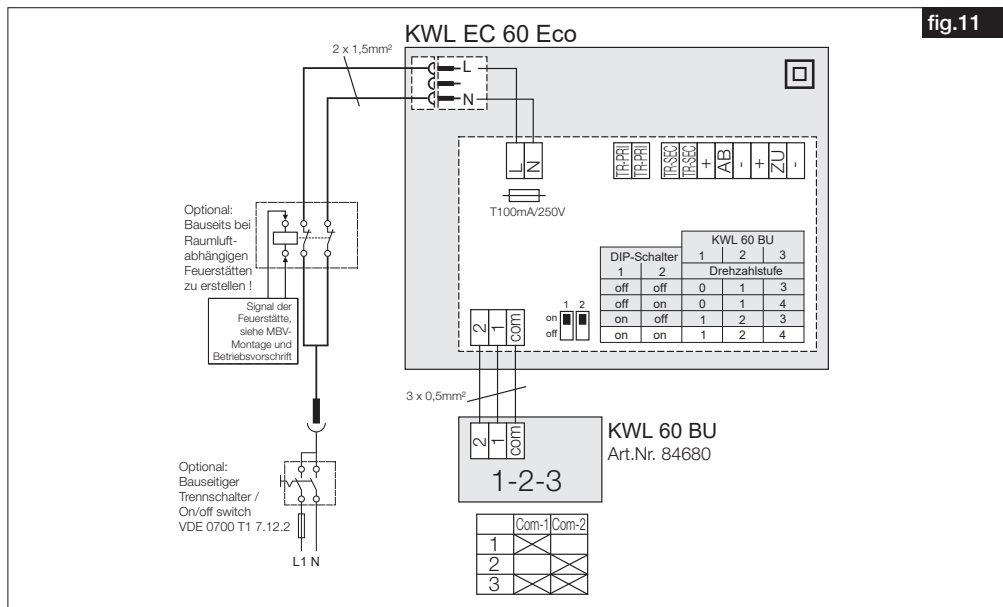 fig.11
KWL EC 60 Eco
2 x 1,5mm²
L
N
L
N
T100mA/250V
TR-PRI
TR-PRI
TR-SEC
TR-SEC
+
AB
-
+
ZU
-
Optional:
Bauseits bei
Raumluft-
abhängigen
Feuerstätten
zu erstellen !
Signal der
Feuerstätte,
siehe MBV-
Montage und
Betriebsvorschrift
KWL 60 BU
DIP-Schalter 1 2 3
1 2 Drehzahlstufe
off off 0 1 3
off on 0 1 4
on off 1 2 3
on on 1 2 4
1 2
on
off
2 1 com
3 x 0,5mm²
2 1 com
1-2-3
KWL 60 BU
Art.Nr. 84680
Optional:
Bauseitiger
Trennschalter /
On/off switch
VDE 0700 T1 7.12.2
L1 N
Com-1 Com-2
1
2
3